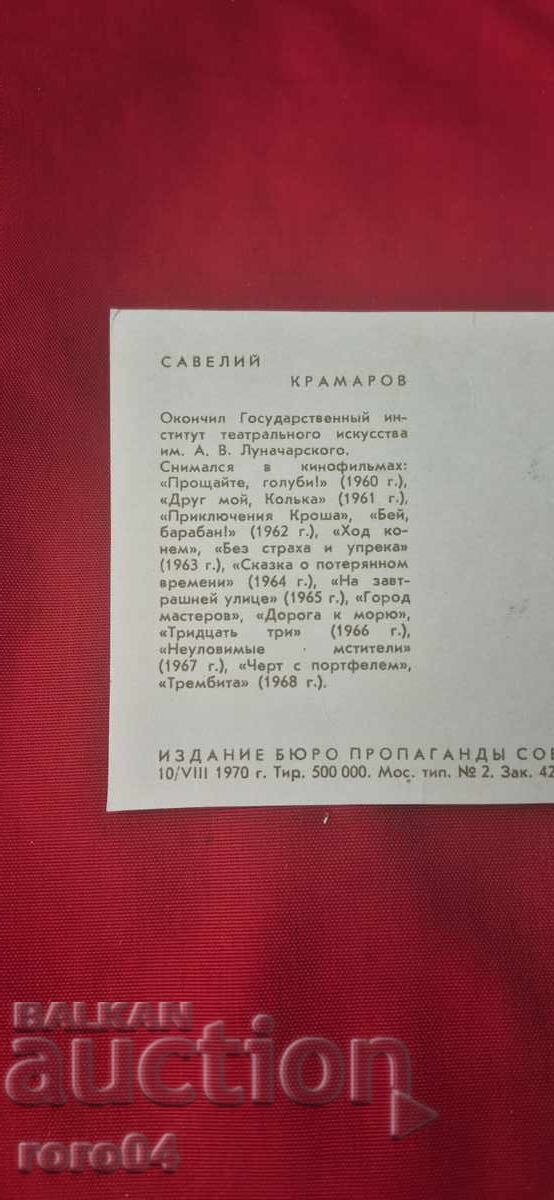 САВЕЛИЙ
КРАМАРОВ
Окончил Государственный ин-
ститут театрального искусства
им. А. В. Луначарского.
Снимался в кинофильмах:
«Прощайте, голуби!» (1960 г.),
«Друг мой, Колька» (1961 г.),
«Приключения Кроша», «Бей,
барабан!» (1962 г.), «Ход ко-
нем», «Без страха и упрека»
(1963 г.), «Сказка о потерянном
времени» (1964 г.), «На завт-
рашней улице» (1965 г.), «Город
мастеров», «Дорога к морю»,
«Тридцать три» (1966 г.),
«Неуловимые мстители»
(1967 г.), «Черт с портфелем»,
«Трембита» (1968 г.).
ИЗДАНИЕ БЮРО ПРОПАГАНДЫ СОВ
10/VIII 1970 г. Тир. 500 000. Мос. тип. № 2. Зак. 42
BALKAN
auction
roro04